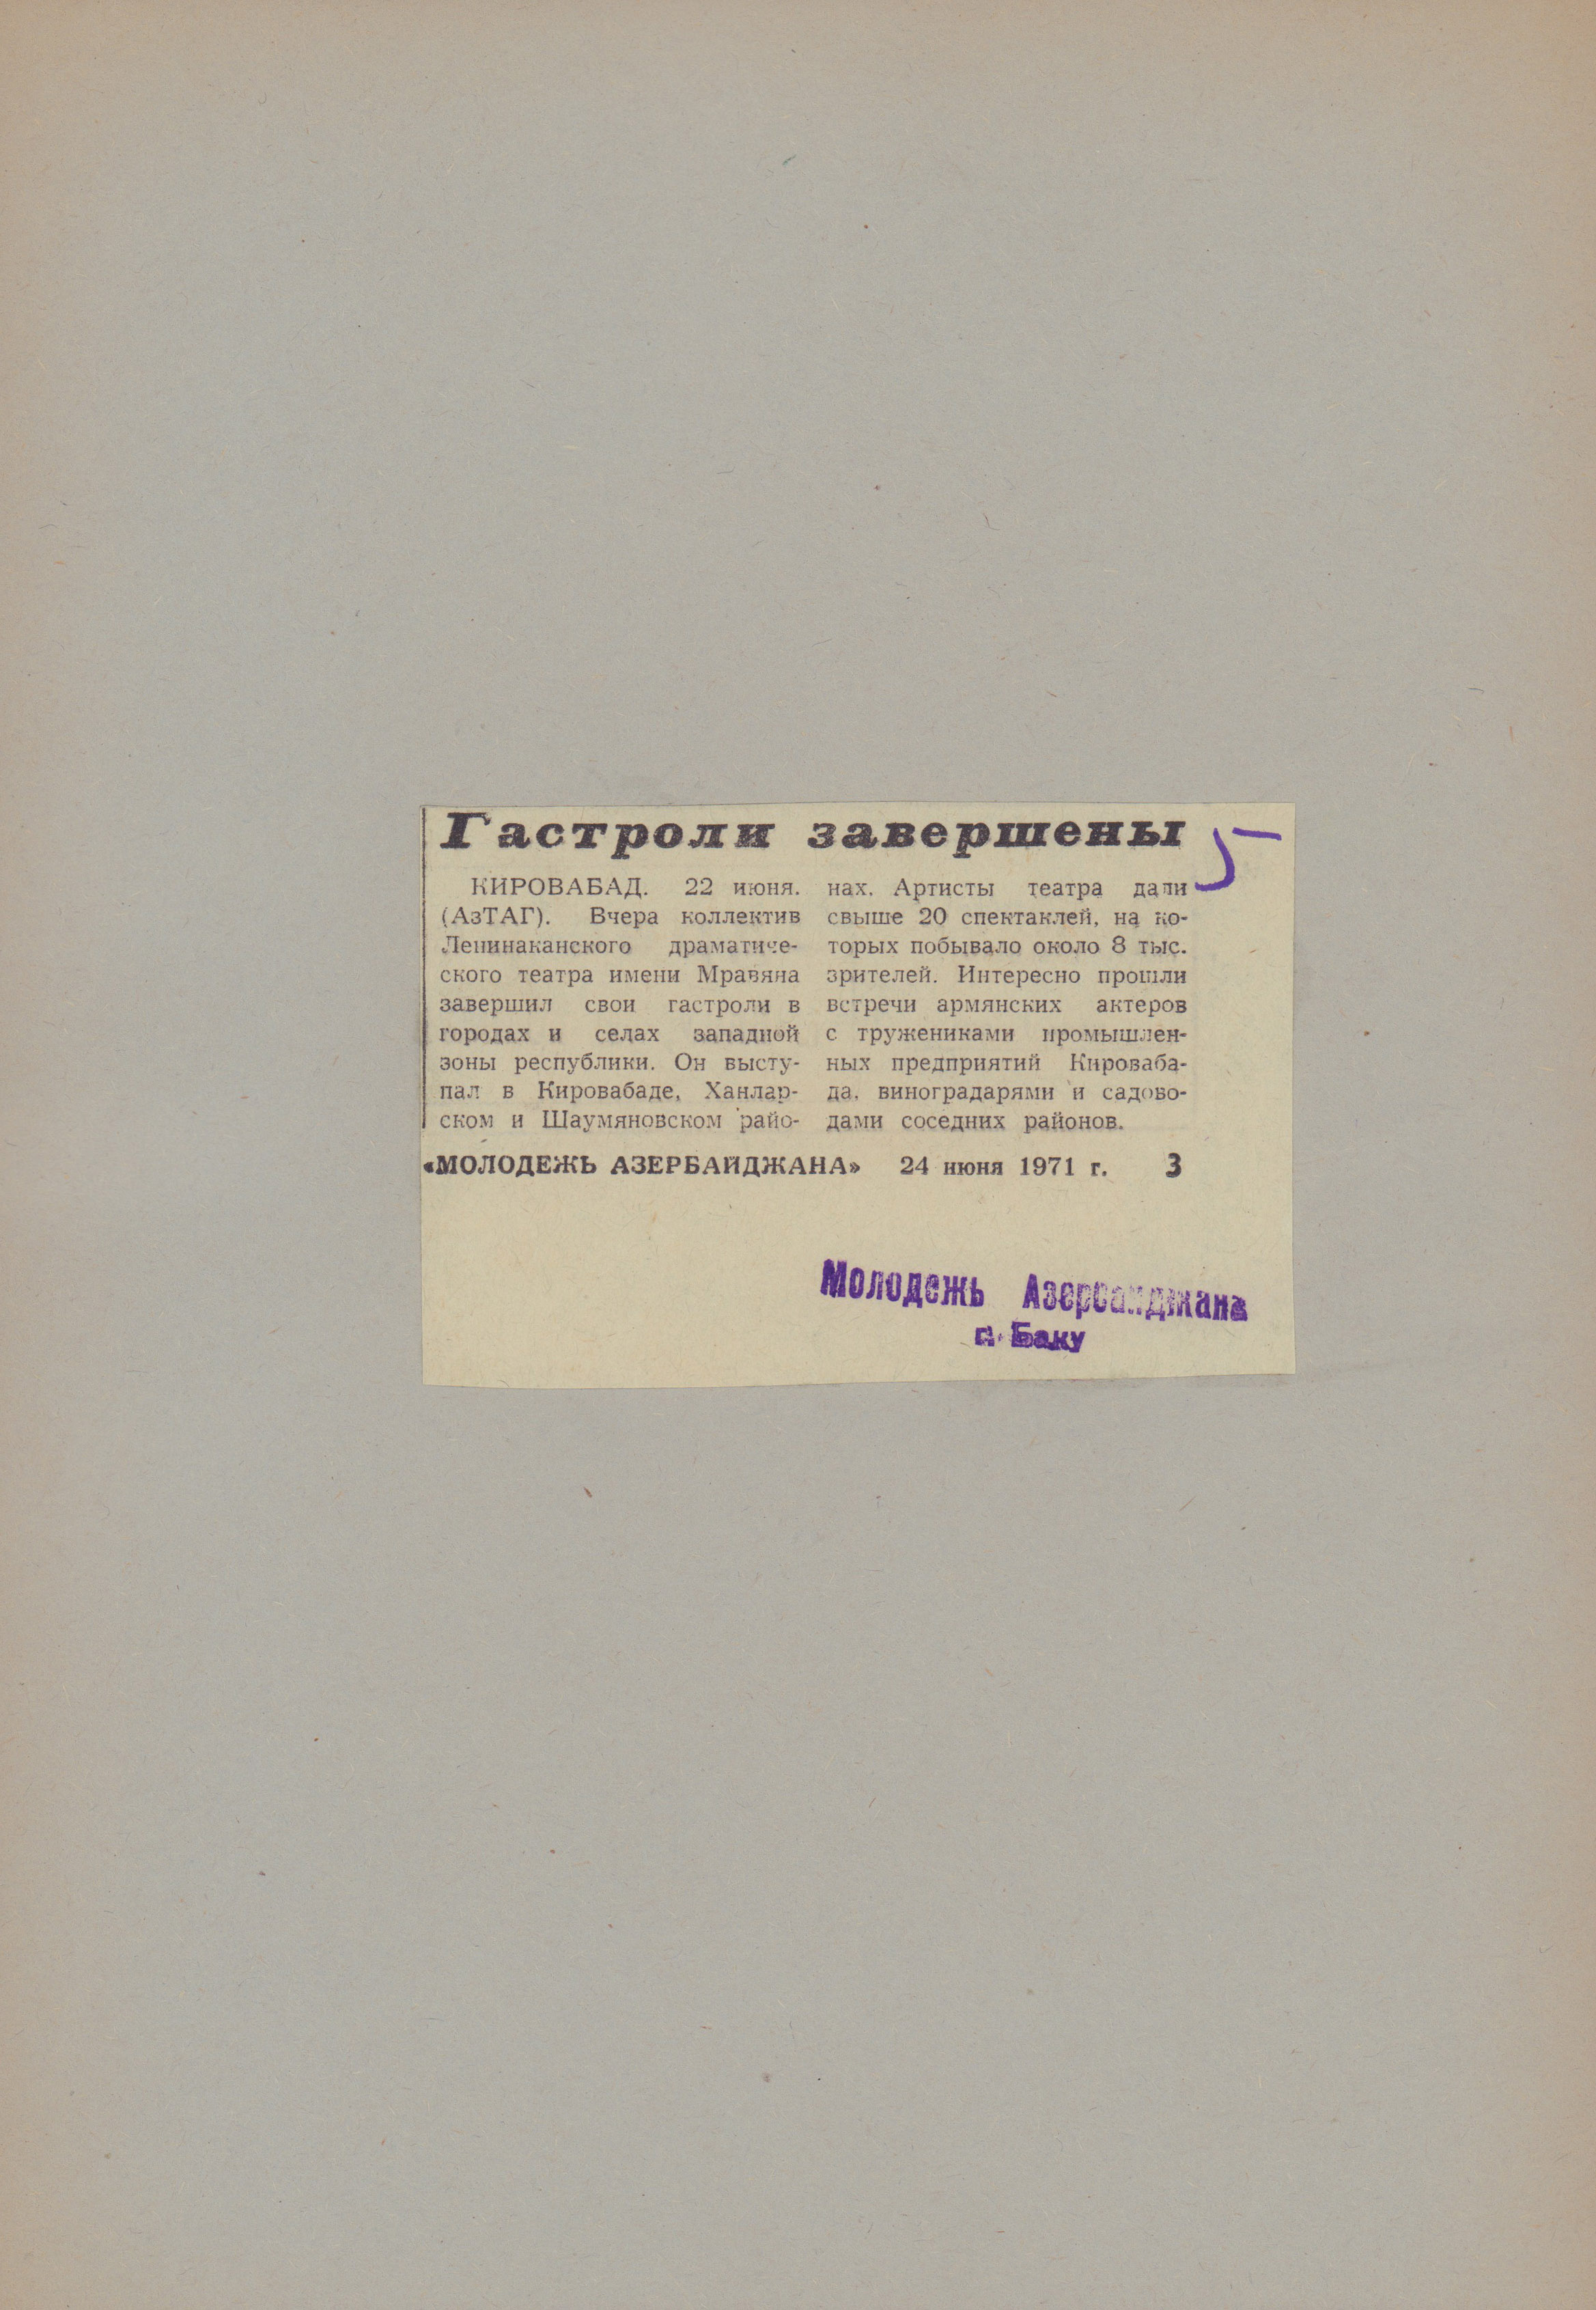 Гастроли завершены
КИРОВАБАД. 22 июня.
(АзТАГ). Вчера коллектив
Ленинаканского драматиче-
ского театра имени Мравяна
завершил свои гастроли в
городах и селах западной
зоны республики. Он высту-
пал в Кировабаде, Ханлар-
ском и Шаумяновском райо-
нах. Артисты театра дали
свыше 20 спектаклей, на ко-
торых побывало около 8 тыс.
зрителей. Интересно прошли
встречи армянских актеров
с тружениками промышлен-
ных предприятий Кироваба-
да, виноградарями и садово-
дами соседних районов.
«МОЛОДЕЖЬ АЗЕРБАЙДЖАНА» 24 июня 1971 г. 3
Молодежь Азербайджана
г. Баку